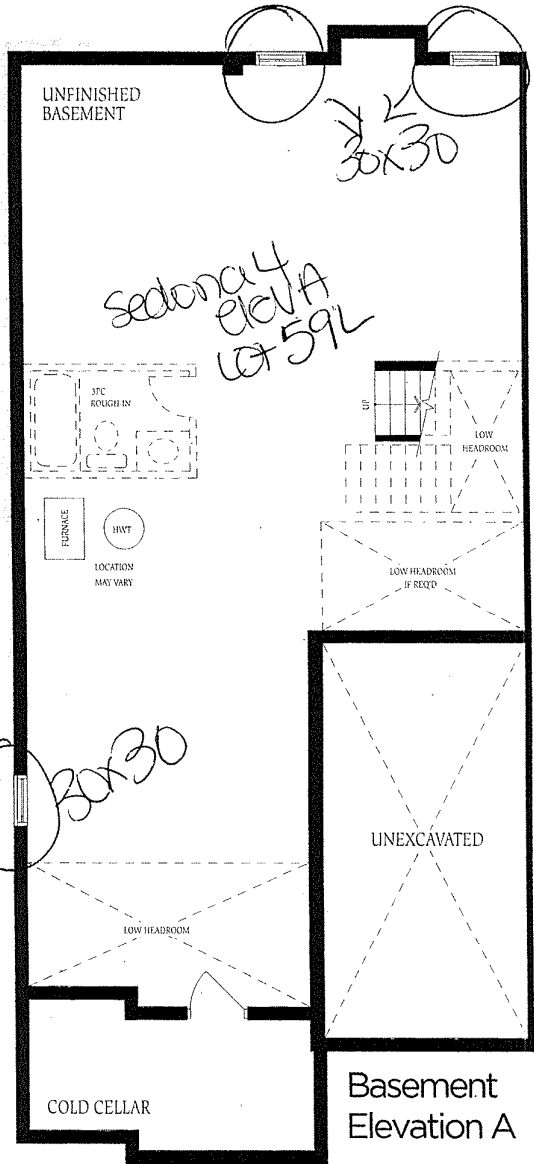 UNFINISHED
BASEMENT
30x30
Sedona 4
elev A
Lot 59L
3PC
ROUGH-IN
UP
LOW
HEADROOM
FURNACE
HWT
LOCATION
MAY VARY
LOW HEADROOM
IF REQ'D
30x30
UNEXCAVATED
LOW HEADROOM
COLD CELLAR
Basement
Elevation A